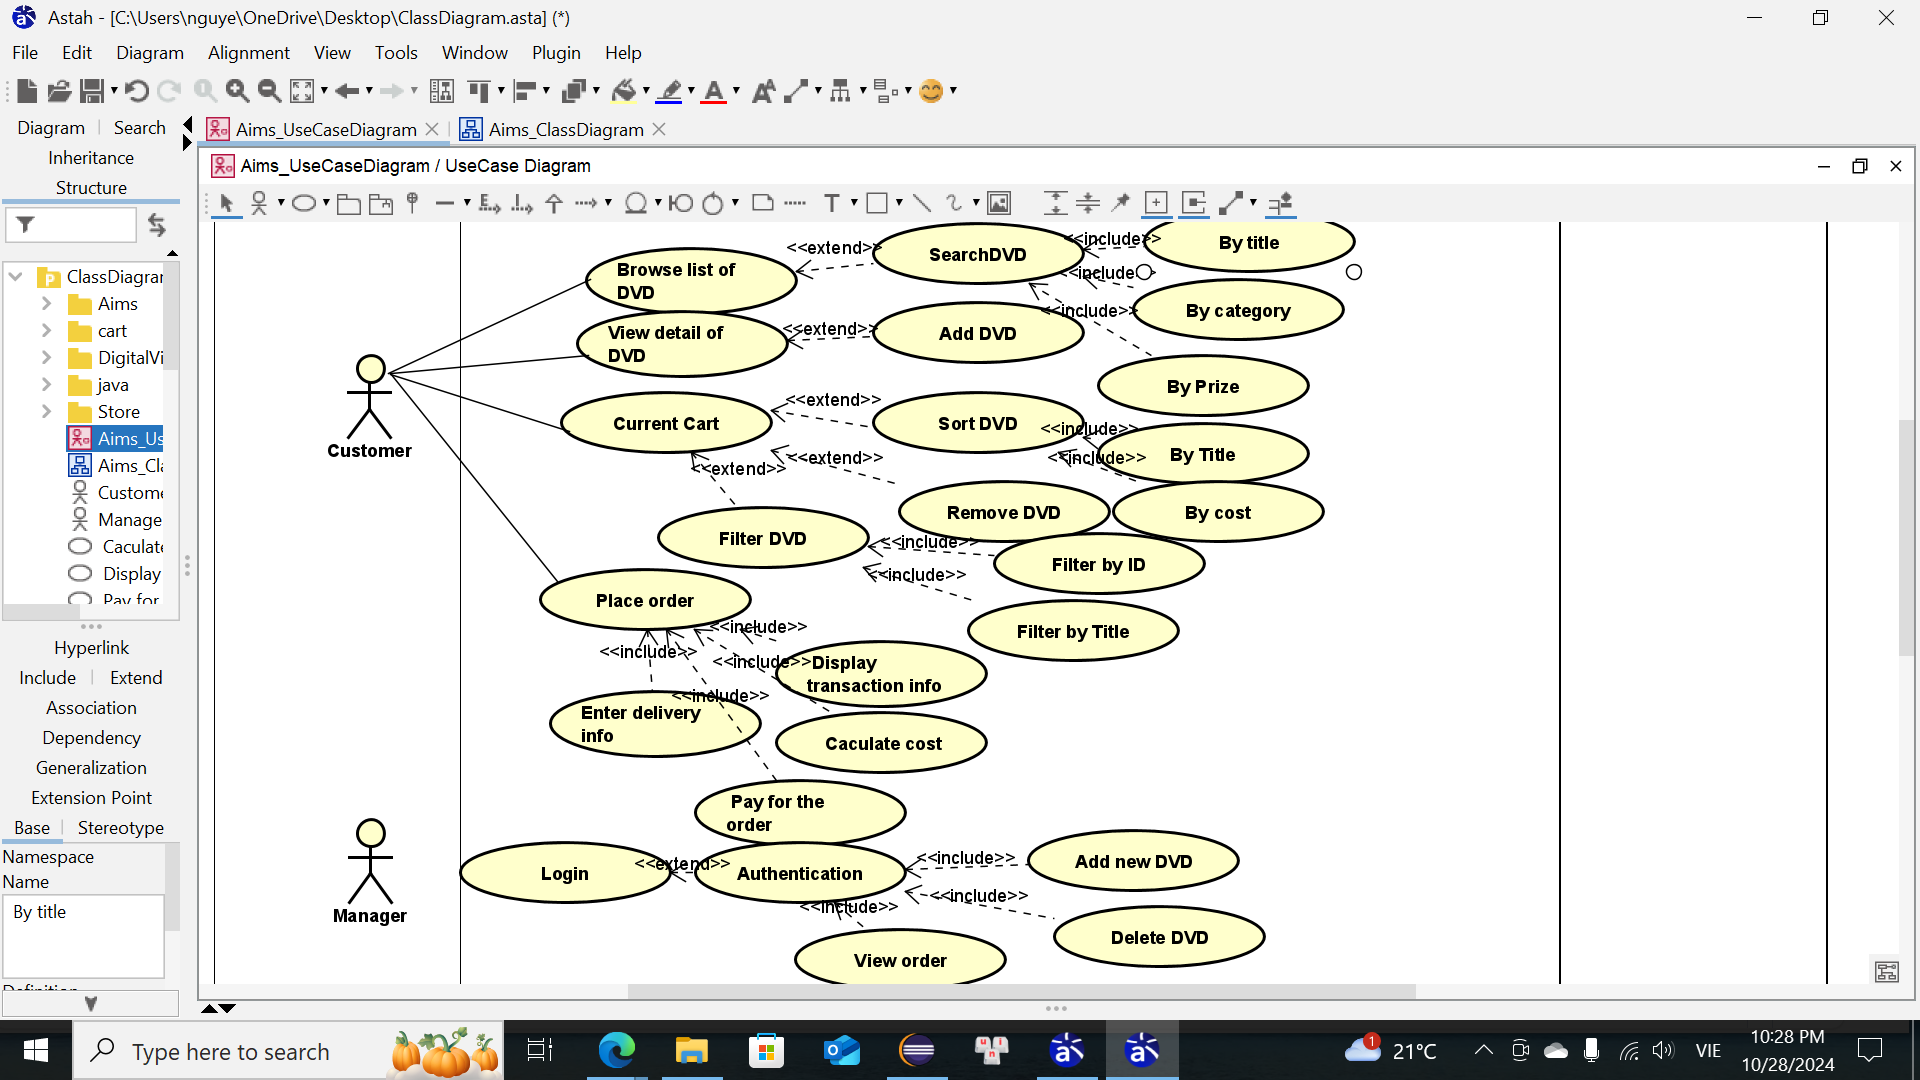 Astah - [C:\Users\nguye\OneDrive\Desktop\ClassDiagram.asta] (*)
File Edit Diagram Alignment View Tools Window Plugin Help
Diagram Search
Inheritance
Structure
Aims_UseCaseDiagram Aims_ClassDiagram
Aims_UseCaseDiagram / UseCase Diagram
ClassDiagrar
Aims
cart
DigitalVi
java
Store
Aims_Us
Aims_Cla
Custome
Manage
Caculate
Display
Pay for
Hyperlink
Include Extend
Association
Dependency
Generalization
Extension Point
Base Stereotype
Namespace
Name
By title
Definition
Customer
Manager
Browse list of
DVD
<<extend>>
SearchDVD
<<include>>
By title
<<include>>
By category
<<include>>
By Prize
View detail of
DVD
<<extend>>
Add DVD
Current Cart
<<extend>>
Sort DVD
<<include>>
By Title
<<include>>
By cost
<<extend>>
Remove DVD
<<extend>>
Filter DVD
<<include>>
Filter by ID
<<include>>
Filter by Title
Place order
<<include>>
<<include>>
<<include>>
Display
transaction info
<<include>>
Enter delivery
info
Caculate cost
Pay for the
order
Login
<<extend>>
Authentication
<<include>>
Add new DVD
<<include>>
Delete DVD
<<include>>
View order
Type here to search
1
21°C
VIE
10:28 PM
10/28/2024